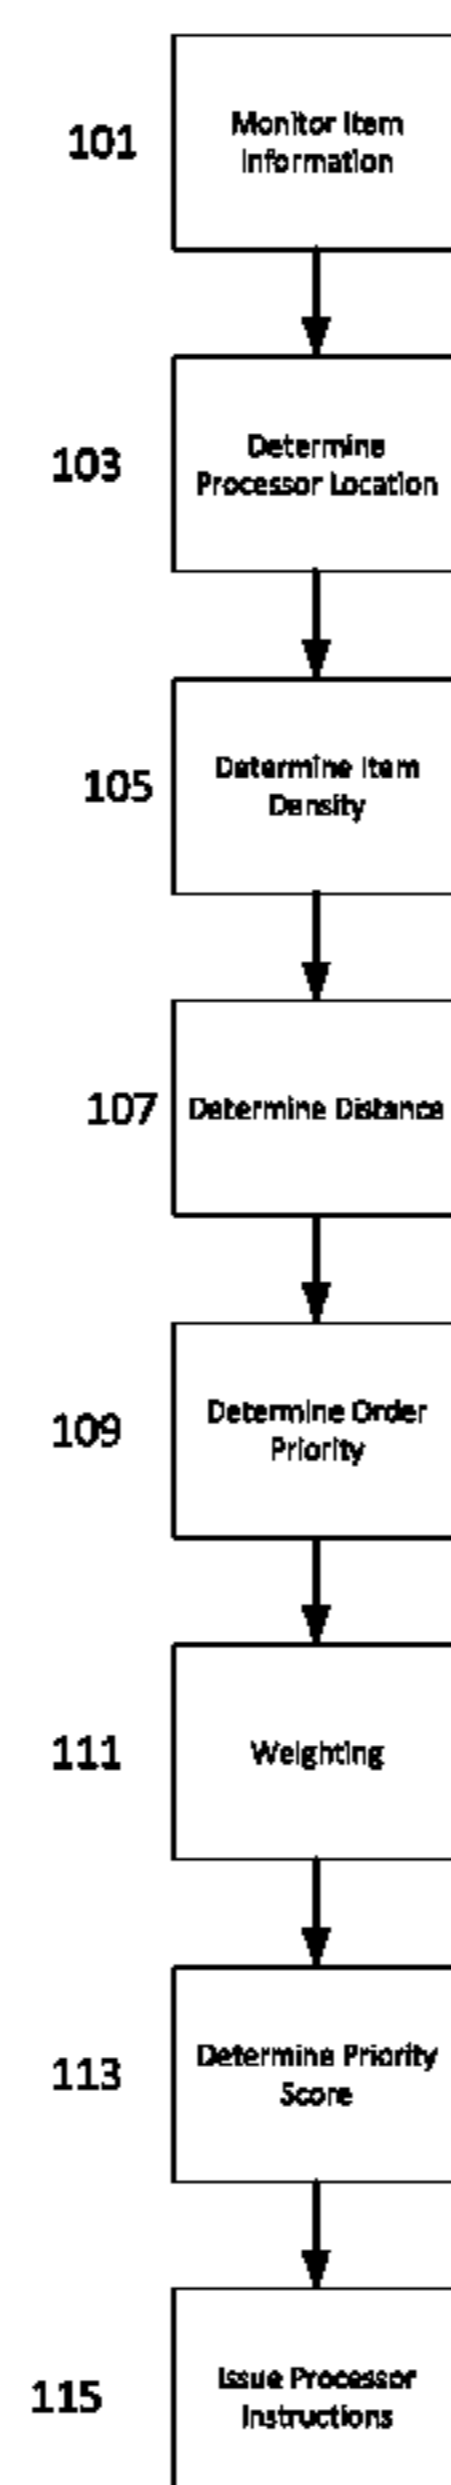 101
Monitor Item
Information
103
Determine
Processor Location
105
Determine Item
Density
107
Determine Distance
109
Determine Order
Priority
111
Weighting
113
Determine Priority
Score
115
Issue Processor
Instructions